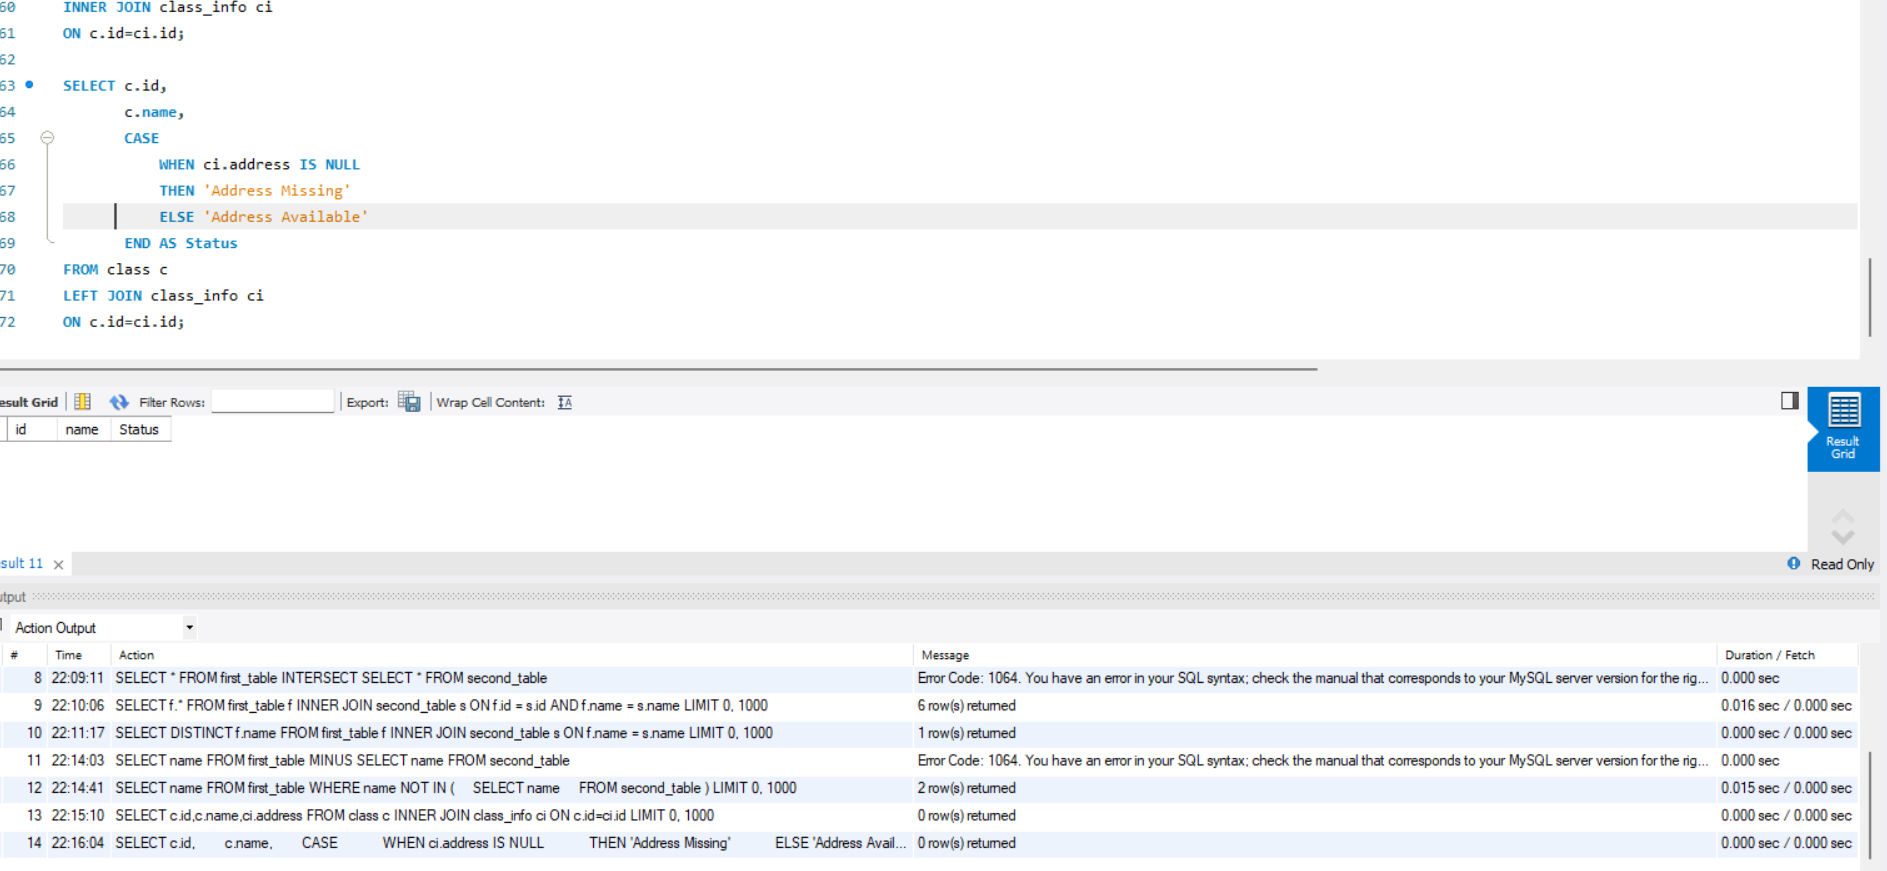 60 INNER JOIN class_info ci
61 ON c.id=ci.id;
62
63 SELECT c.id,
64 c.name,
65 CASE
66 WHEN ci.address IS NULL
67 THEN 'Address Missing'
68 ELSE 'Address Available'
69 END AS Status
70 FROM class c
71 LEFT JOIN class_info ci
72 ON c.id=ci.id;
esult Grid Filter Rows: Export: Wrap Cell Content: IA
id name Status
Result Grid
sult 11 × Read Only
utput
Action Output
# Time Action Message Duration / Fetch
8 22:09:11 SELECT * FROM first_table INTERSECT SELECT * FROM second_table Error Code: 1064. You have an error in your SQL syntax; check the manual that corresponds to your MySQL server version for the rig... 0.000 sec
9 22:10:06 SELECT f.* FROM first_table f INNER JOIN second_table s ON f.id = s.id AND f.name = s.name LIMIT 0, 1000 6 row(s) returned 0.016 sec / 0.000 sec
10 22:11:17 SELECT DISTINCT f.name FROM first_table f INNER JOIN second_table s ON f.name = s.name LIMIT 0, 1000 1 row(s) returned 0.000 sec / 0.000 sec
11 22:14:03 SELECT name FROM first_table MINUS SELECT name FROM second_table Error Code: 1064. You have an error in your SQL syntax; check the manual that corresponds to your MySQL server version for the rig... 0.000 sec
12 22:14:41 SELECT name FROM first_table WHERE name NOT IN ( SELECT name FROM second_table ) LIMIT 0, 1000 2 row(s) returned 0.015 sec / 0.000 sec
13 22:15:10 SELECT c.id,c.name,ci.address FROM class c INNER JOIN class_info ci ON c.id=ci.id LIMIT 0, 1000 0 row(s) returned 0.000 sec / 0.000 sec
14 22:16:04 SELECT c.id, c.name, CASE WHEN ci.address IS NULL THEN 'Address Missing' ELSE 'Address Avail... 0 row(s) returned 0.000 sec / 0.000 sec